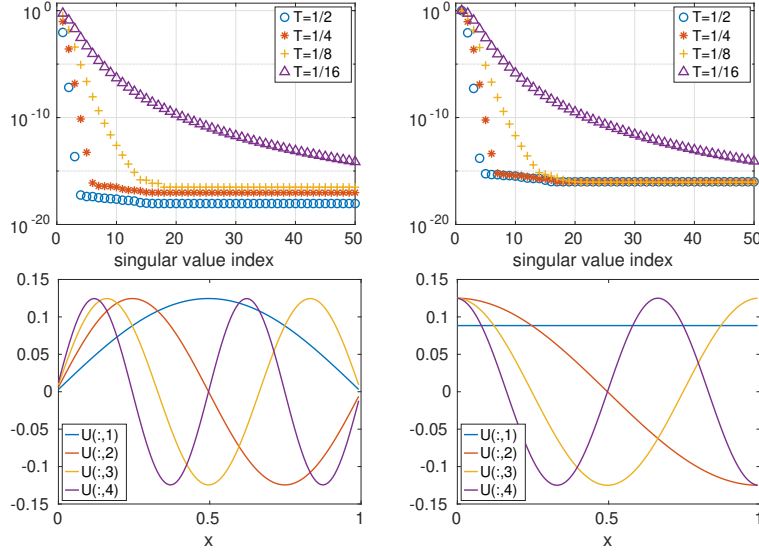 10^0
10^-10
10^-20
0 10 20 30 40 50
singular value index
T=1/2
T=1/4
T=1/8
T=1/16
10^0
10^-10
10^-20
0 10 20 30 40 50
singular value index
T=1/2
T=1/4
T=1/8
T=1/16
0.15
0.1
0.05
0
-0.05
-0.1
-0.15
0 0.5 1
x
U(:,1)
U(:,2)
U(:,3)
U(:,4)
0.15
0.1
0.05
0
-0.05
-0.1
-0.15
0 0.5 1
x
U(:,1)
U(:,2)
U(:,3)
U(:,4)